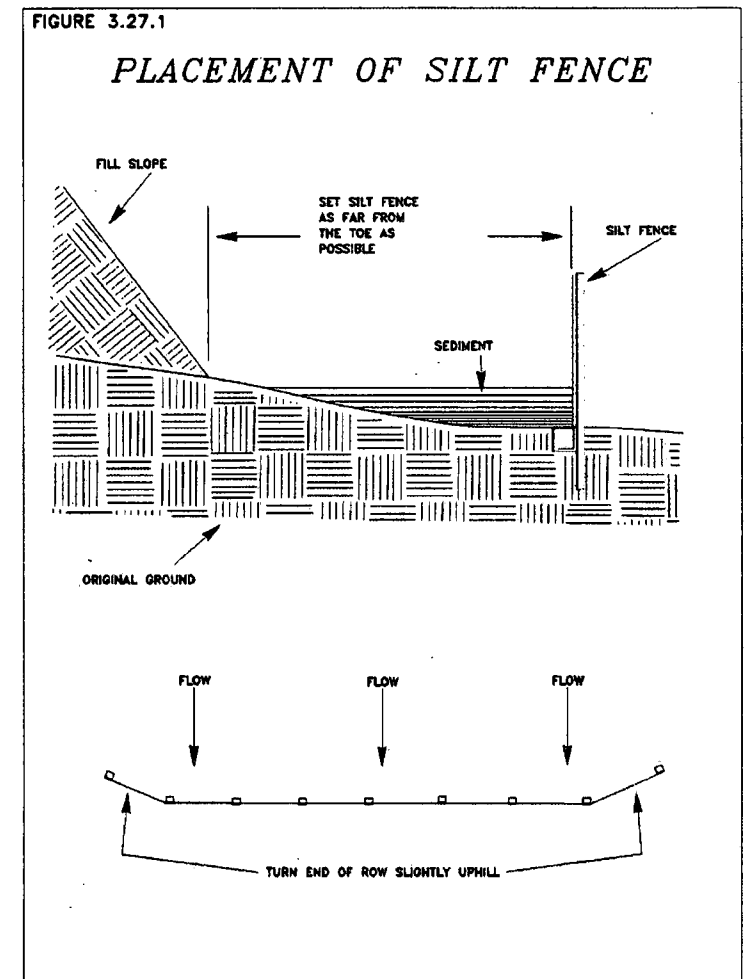 FIGURE 3.27.1
PLACEMENT OF SILT FENCE
FILL SLOPE
SET SILT FENCE
AS FAR FROM
THE TOE AS
POSSIBLE
SILT FENCE
SEDIMENT
ORIGINAL GROUND
FLOW
FLOW
FLOW
TURN END OF ROW SLIGHTLY UPHILL